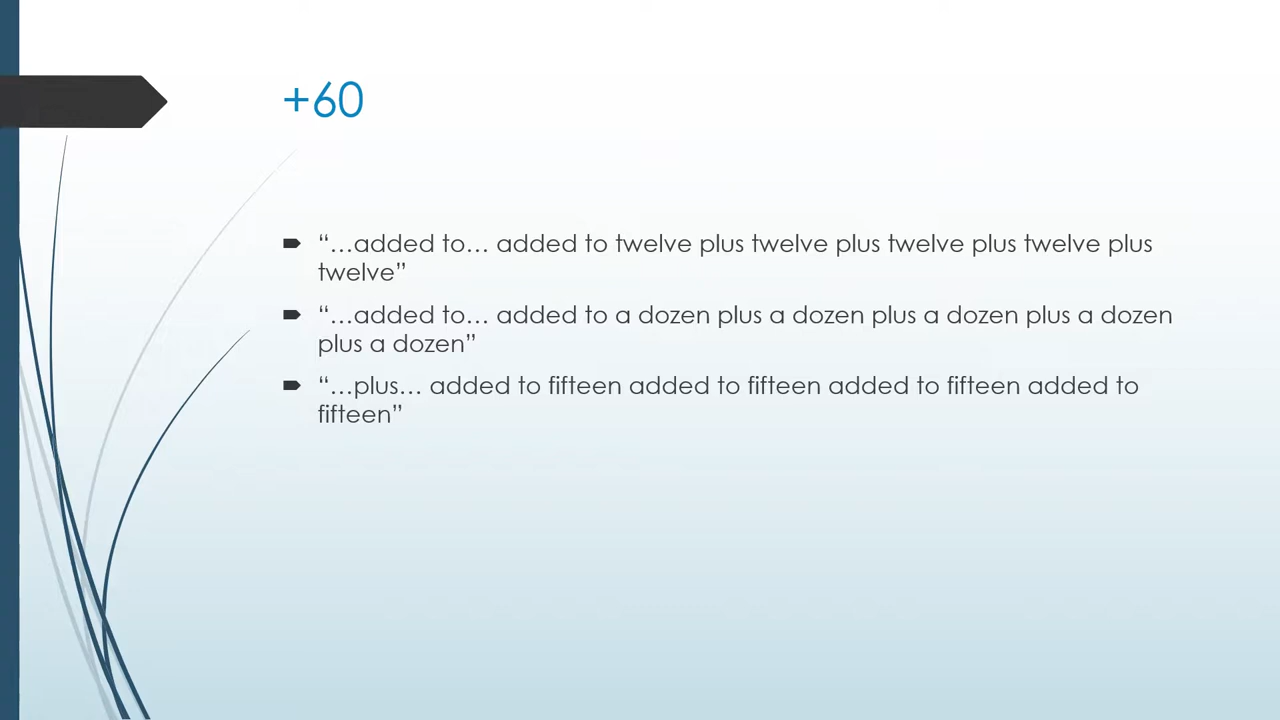 +60
“…added to… added to twelve plus twelve plus twelve plus twelve plus
twelve”
“…added to… added to a dozen plus a dozen plus a dozen plus a dozen
plus a dozen”
“…plus… added to fifteen added to fifteen added to fifteen added to
fifteen”